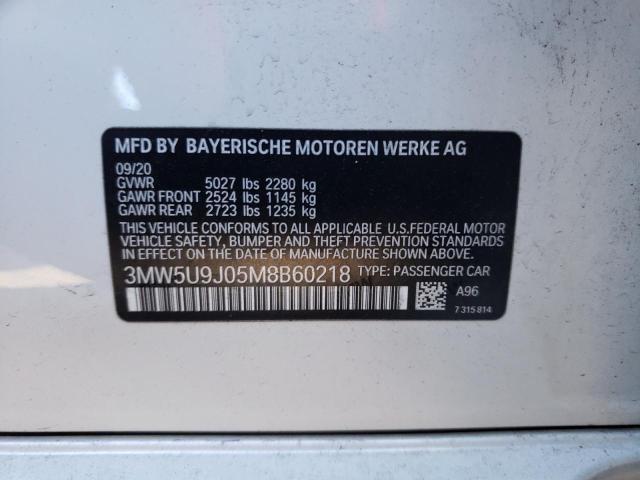 MFD BY BAYERISCHE MOTOREN WERKE AG
09/20
GVWR 5027 lbs 2280 kg
GAWR FRONT 2524 lbs 1145 kg
GAWR REAR 2723 lbs 1235 kg
THIS VEHICLE CONFORMS TO ALL APPLICABLE U.S.FEDERAL MOTOR
VEHICLE SAFETY, BUMPER AND THEFT PREVENTION STANDARDS
IN EFFECT ON THE DATE OF MANUFACTURE SHOWN ABOVE.
3MW5U9J05M8B60218 TYPE: PASSENGER CAR
A96
7 315 814